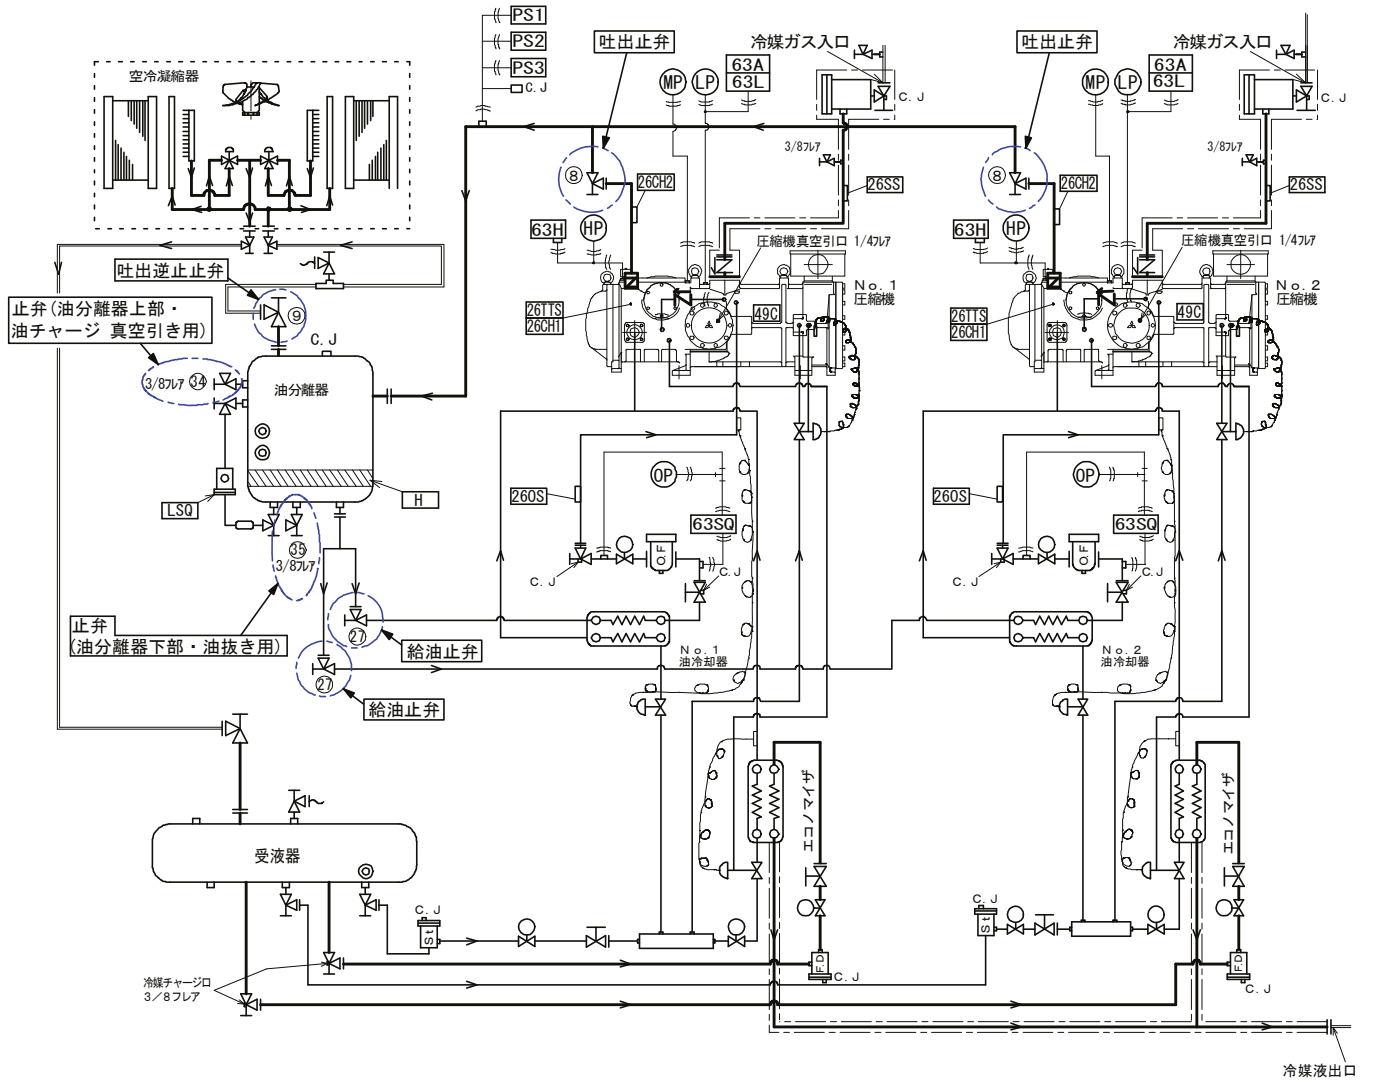 PS1
PS2
PS3
C.J
空冷凝縮器
吐出止弁
MP
LP
63A
63L
冷媒ガス入口
C.J
3/8フレア
26SS
⑧
26CH2
63H
HP
圧縮機真空引口 1/4フレア
No.1
圧縮機
26TTS
26CH1
49C
吐出止弁
MP
LP
63A
63L
冷媒ガス入口
C.J
3/8フレア
26SS
⑧
26CH2
63H
HP
圧縮機真空引口 1/4フレア
No.2
圧縮機
26TTS
26CH1
49C
吐出逆止止弁
⑨
止弁(油分離器上部・
油チャージ 真空引き用)
C.J
3/8フレア ㉞
油分離器
LSQ
H
㉟
3/8フレア
止弁
(油分離器下部・油抜き用)
㉗
給油止弁
㉗
給油止弁
26OS
OP
63SQ
O.F
C.J
C.J
No.1
油冷却器
26OS
OP
63SQ
O.F
C.J
C.J
No.2
油冷却器
エコノマイザ
エコノマイザ
受液器
C.J
St
C.J
St
F.D
C.J
F.D
C.J
冷媒チャージ口
3/8フレア
冷媒液出口